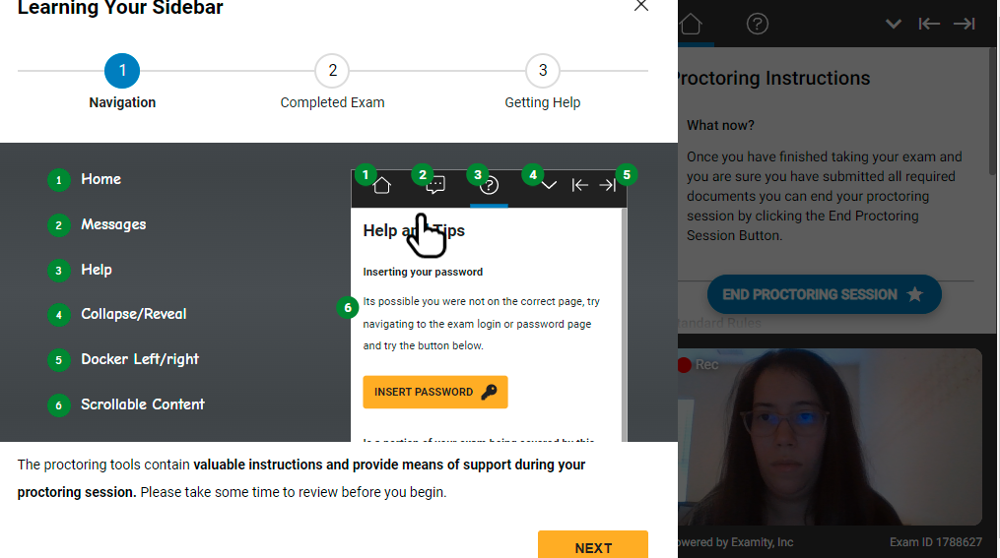 Learning Your Sidebar
1
2
3
Navigation
Completed Exam
Getting Help
1 Home
2 Messages
3 Help
4 Collapse/Reveal
5 Docker Left/right
6 Scrollable Content
1 2 3 4 5
Help and Tips
Inserting your password
6
Its possible you were not on the correct page, try
navigating to the exam login or password page
and try the button below.
INSERT PASSWORD
Is a portion of your exam being covered by this
The proctoring tools contain valuable instructions and provide means of support during your
proctoring session. Please take some time to review before you begin.
NEXT
Proctoring Instructions
What now?
Once you have finished taking your exam and
you are sure you have submitted all required
documents you can end your proctoring
session by clicking the End Proctoring
Session Button.
END PROCTORING SESSION
tandard Rules
Rec
owered by Examity, Inc
Exam ID 1788627